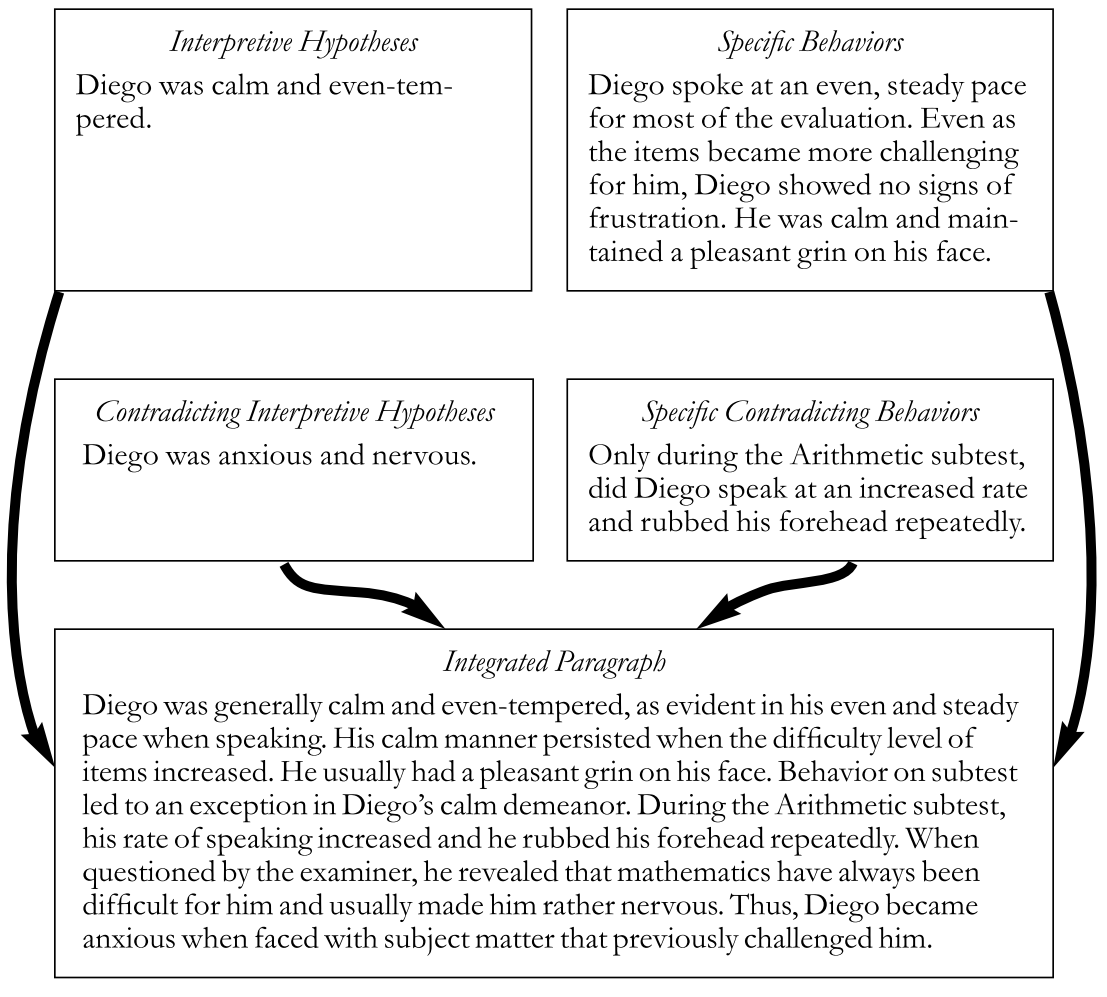 Interpretive Hypotheses
Diego was calm and even-tem-
pered.
Specific Behaviors
Diego spoke at an even, steady pace
for most of the evaluation. Even as
the items became more challenging
for him, Diego showed no signs of
frustration. He was calm and main-
tained a pleasant grin on his face.
Contradicting Interpretive Hypotheses
Diego was anxious and nervous.
Specific Contradicting Behaviors
Only during the Arithmetic subtest,
did Diego speak at an increased rate
and rubbed his forehead repeatedly.
Integrated Paragraph
Diego was generally calm and even-tempered, as evident in his even and steady
pace when speaking. His calm manner persisted when the difficulty level of
items increased. He usually had a pleasant grin on his face. Behavior on subtest
led to an exception in Diego’s calm demeanor. During the Arithmetic subtest,
his rate of speaking increased and he rubbed his forehead repeatedly. When
questioned by the examiner, he revealed that mathematics have always been
difficult for him and usually made him rather nervous. Thus, Diego became
anxious when faced with subject matter that previously challenged him.